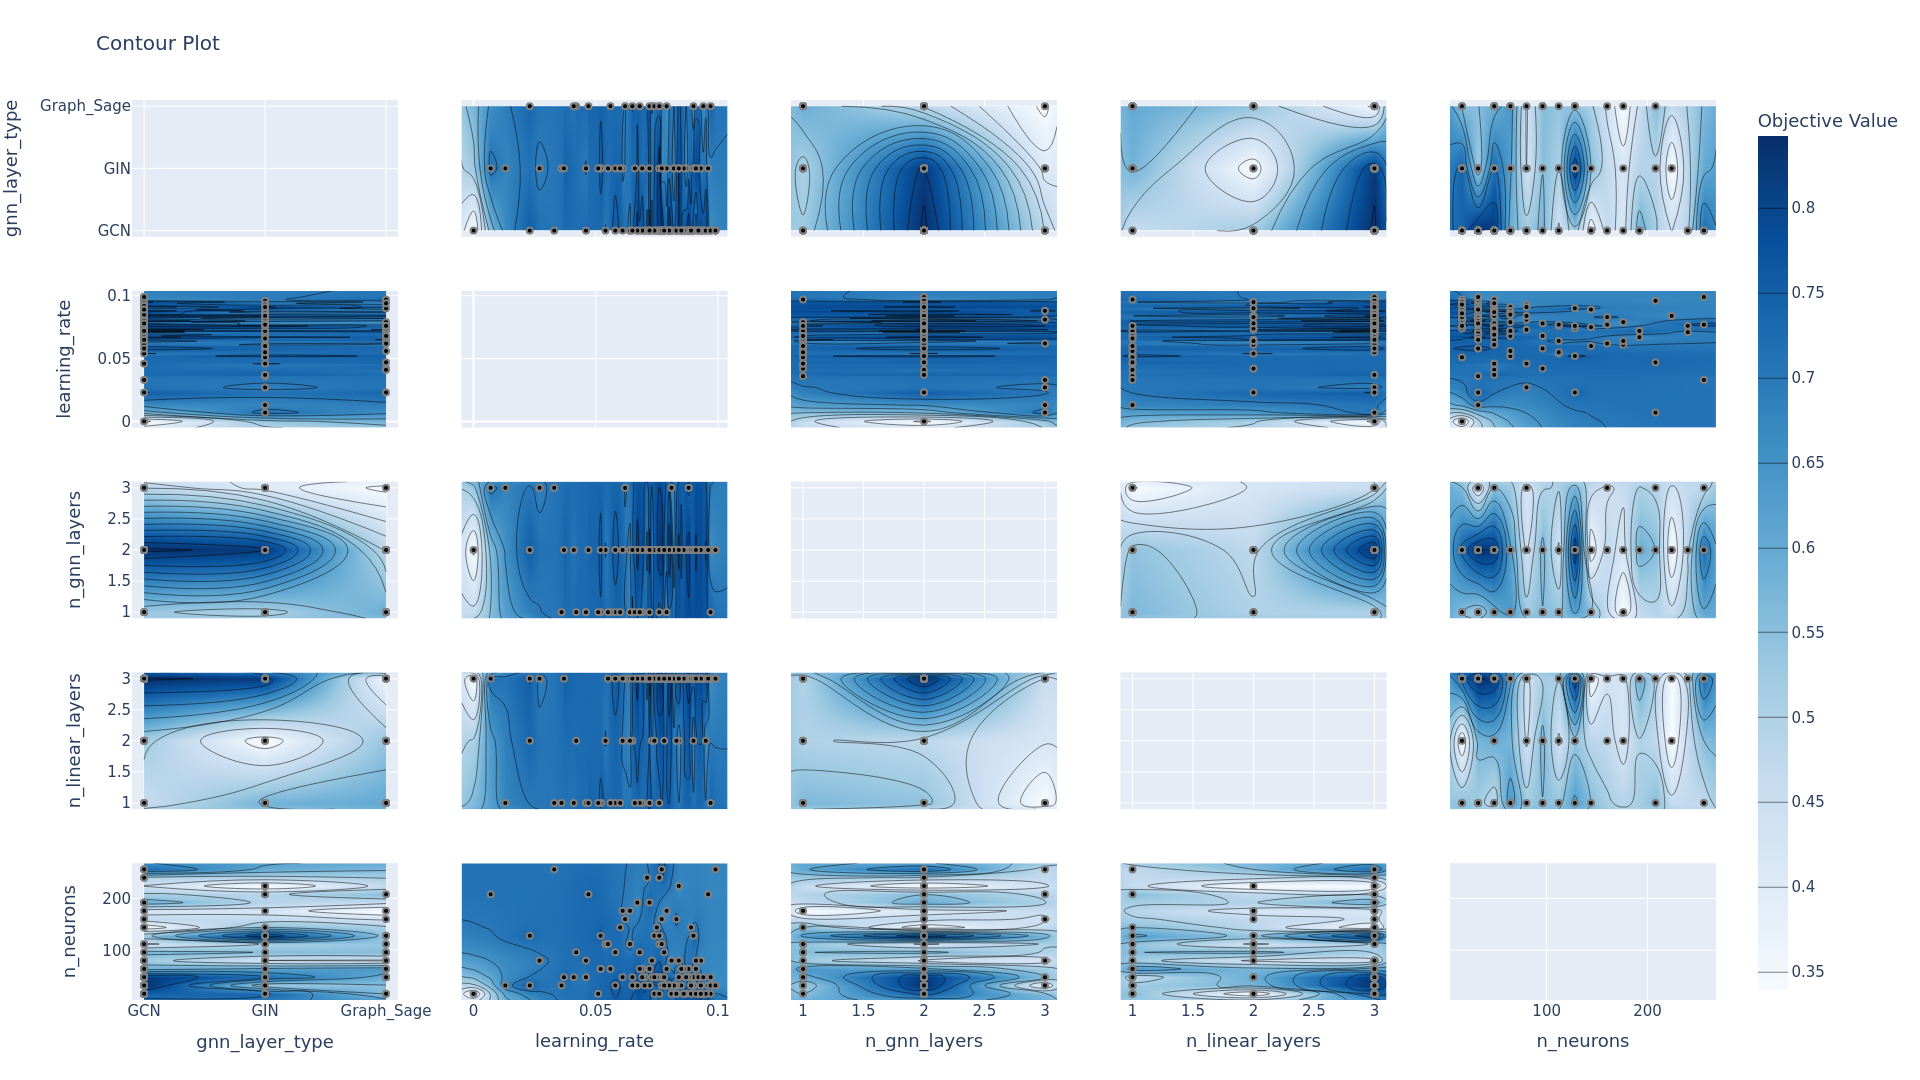 Contour Plot
Objective Value
gnn_layer_type
Graph_Sage
GIN
GCN
0.8
0.75
0.7
0.65
0.6
0.55
0.5
0.45
0.4
0.35
learning_rate
0.1
0.05
0
n_gnn_layers
3
2.5
2
1.5
1
n_linear_layers
3
2.5
2
1.5
1
n_neurons
200
100
GCN GIN Graph_Sage
0 0.05 0.1
1 1.5 2 2.5 3
1 1.5 2 2.5 3
100 200
gnn_layer_type
learning_rate
n_gnn_layers
n_linear_layers
n_neurons